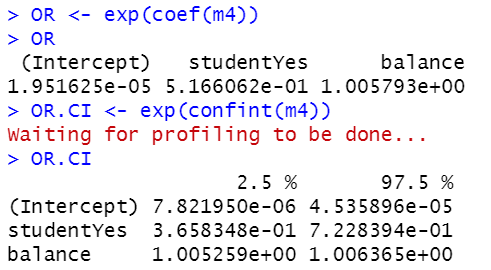 > OR <- exp(coef(m4))
> OR
 (Intercept)   studentYes      balance
1.951625e-05 5.166062e-01 1.005793e+00
> OR.CI <- exp(confint(m4))
Waiting for profiling to be done...
> OR.CI
                   2.5 %       97.5 %
(Intercept) 7.821950e-06 4.535896e-05
studentYes  3.658348e-01 7.228394e-01
balance     1.005259e+00 1.006365e+00